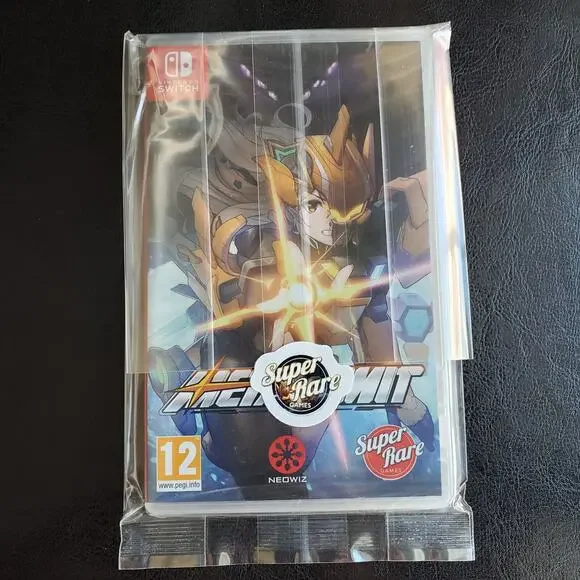 NINTENDO
SWITCH
Super
Rare
GAMES
12
www.pegi.info
NEOWIZ
Super
Rare
GAMES